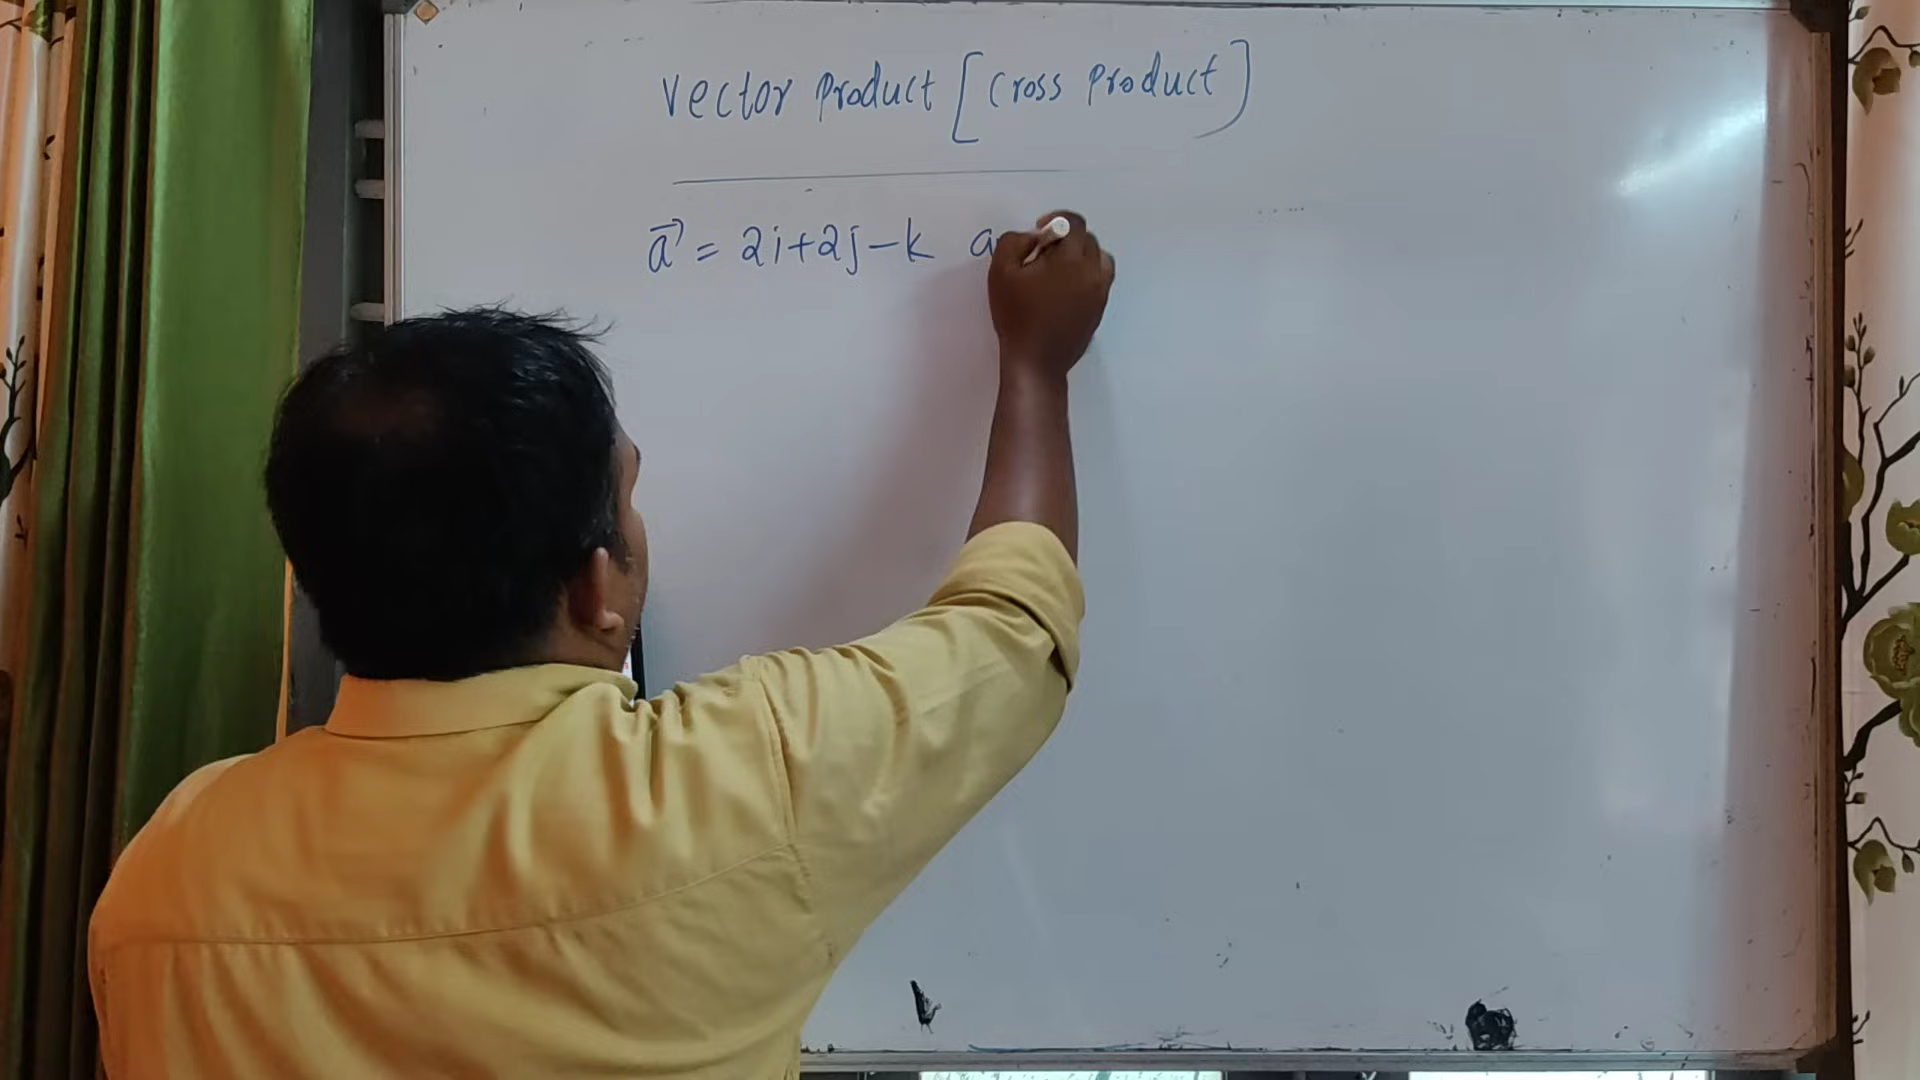 Vector Product [Cross Product]
a⃗ = 2i+2j-k a